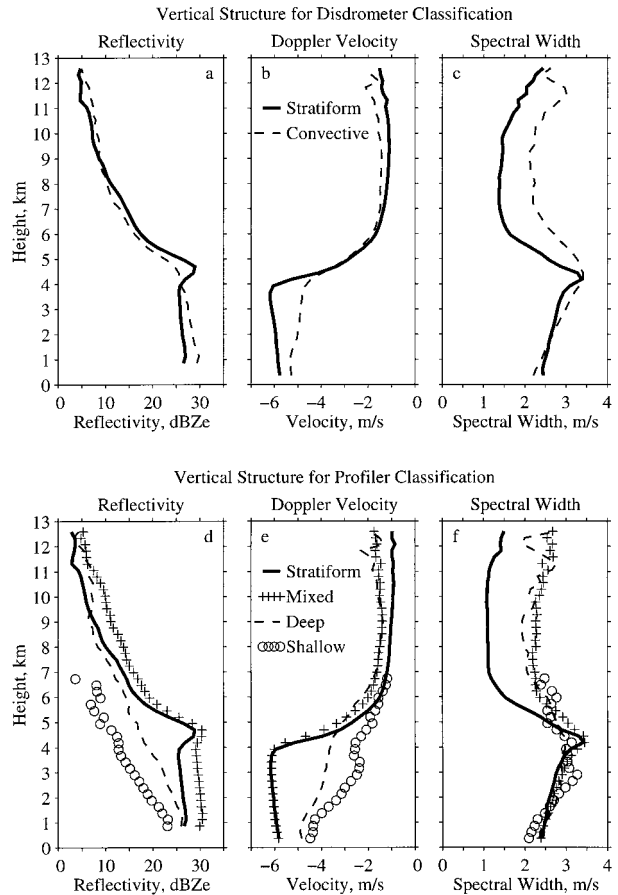 Vertical Structure for Disdrometer Classification
Reflectivity Doppler Velocity Spectral Width
13 a b c
12
11 Stratiform
10 Convective
9
8
7
6
5
4
3
2
1
0
Height, km
0 10 20 30 −6 −4 −2 0 0 1 2 3 4
Reflectivity, dBZe Velocity, m/s Spectral Width, m/s
Vertical Structure for Profiler Classification
Reflectivity Doppler Velocity Spectral Width
13 d e f
12
11 Stratiform
10 Mixed
9 Deep
8 Shallow
7
6
5
4
3
2
1
0
Height, km
0 10 20 30 −6 −4 −2 0 0 1 2 3 4
Reflectivity, dBZe Velocity, m/s Spectral Width, m/s